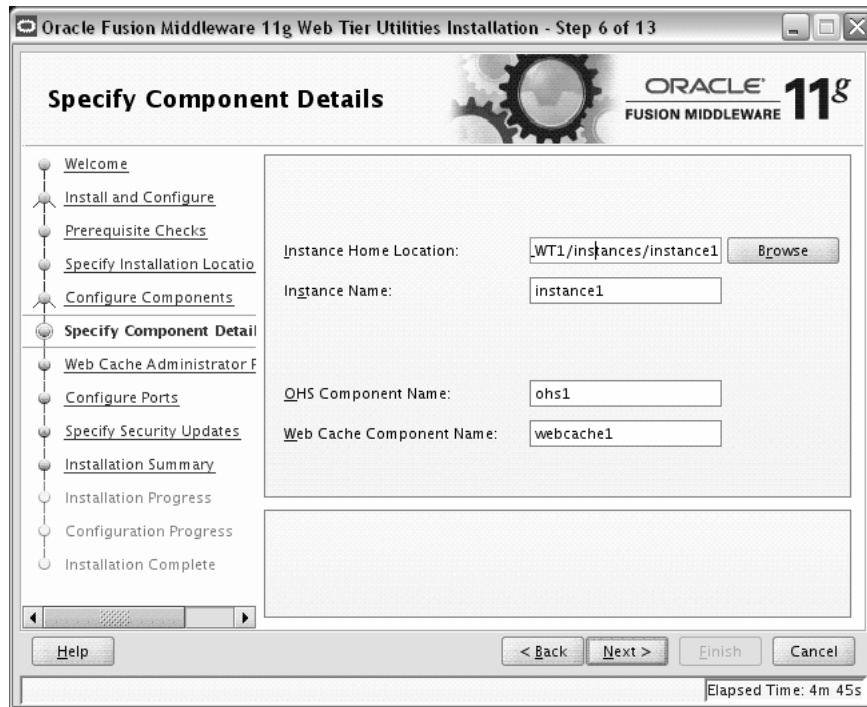 Oracle Fusion Middleware 11g Web Tier Utilities Installation - Step 6 of 13
Specify Component Details
ORACLE
FUSION MIDDLEWARE 11g
Welcome
Install and Configure
Prerequisite Checks
Specify Installation Locatio
Configure Components
Specify Component Detail
Web Cache Administrator P
Configure Ports
Specify Security Updates
Installation Summary
Installation Progress
Configuration Progress
Installation Complete
Instance Home Location: _WT1/instances/instance1 Browse
Instance Name: instance1
OHS Component Name: ohs1
Web Cache Component Name: webcache1
Help < Back Next > Finish Cancel
Elapsed Time: 4m 45s